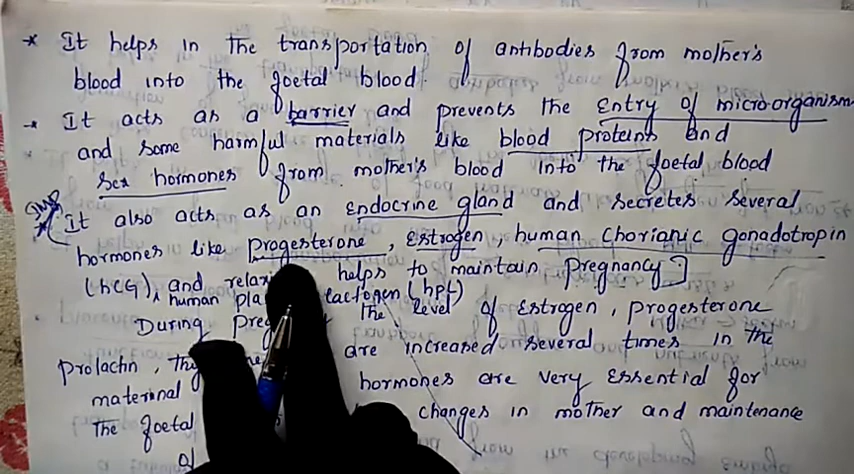 * It helps in the transportation of antibodies from mother's
blood into the foetal blood.
* It acts as a barrier and prevents the Entry of micro-organism
and some harmful materials like blood proteins and
sex hormones from mother's blood into the foetal blood
Imp
* It also acts as an Endocrine gland and secretes several
hormones like progesterone, Estrogen, human chorianic gonadotropin
(hCG), and helps to maintain pregnancy]
human lactogen (hpL)
During the level of Estrogen, progesterone
prolactin, are increased several times in the
maternal hormones are very Essential for
The foetal changes in mother and maintenance
of